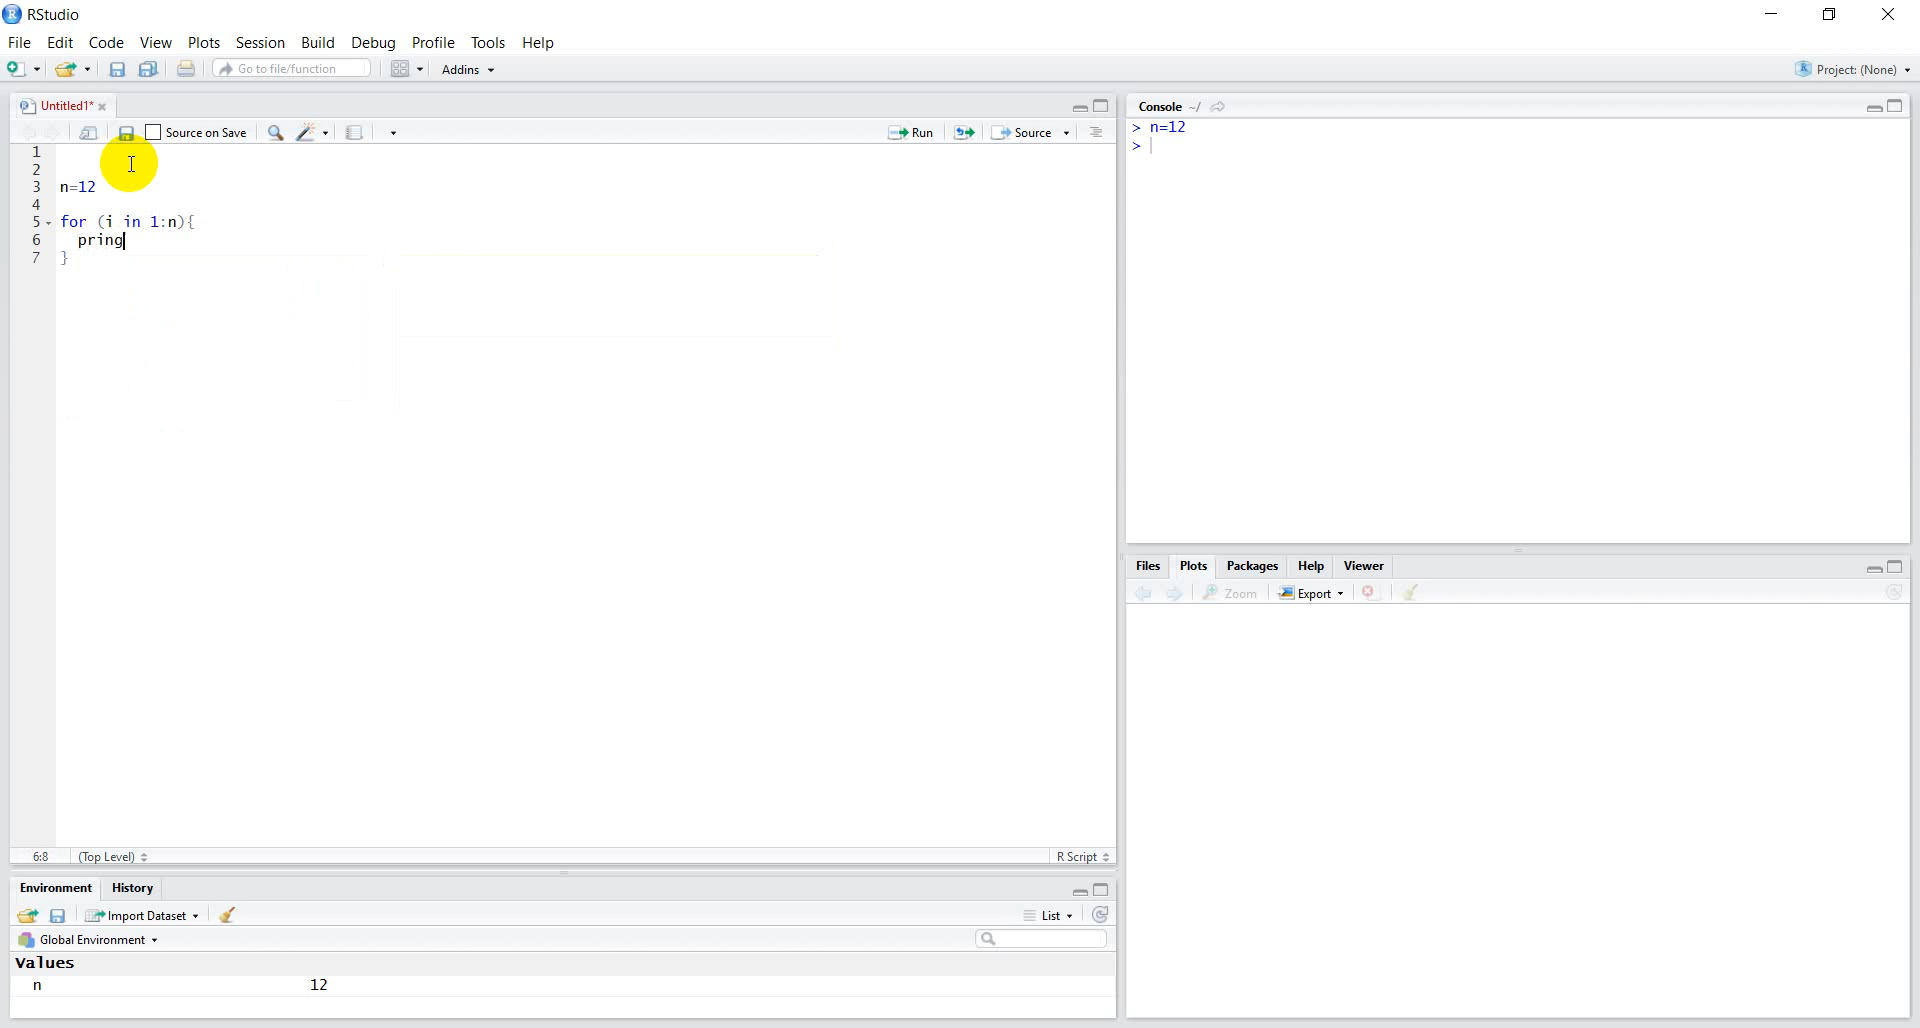 RStudio
File Edit Code View Plots Session Build Debug Profile Tools Help
Go to file/function Addins Project: (None)
Untitled1*
Source on Save Run Source
1
2
3 n=12
4
5 for (i in 1:n){
6 pring
7 }
6:8 (Top Level) R Script
Environment History
Import Dataset List
Global Environment
Values
n 12
Console ~/
> n=12
>
Files Plots Packages Help Viewer
Zoom Export